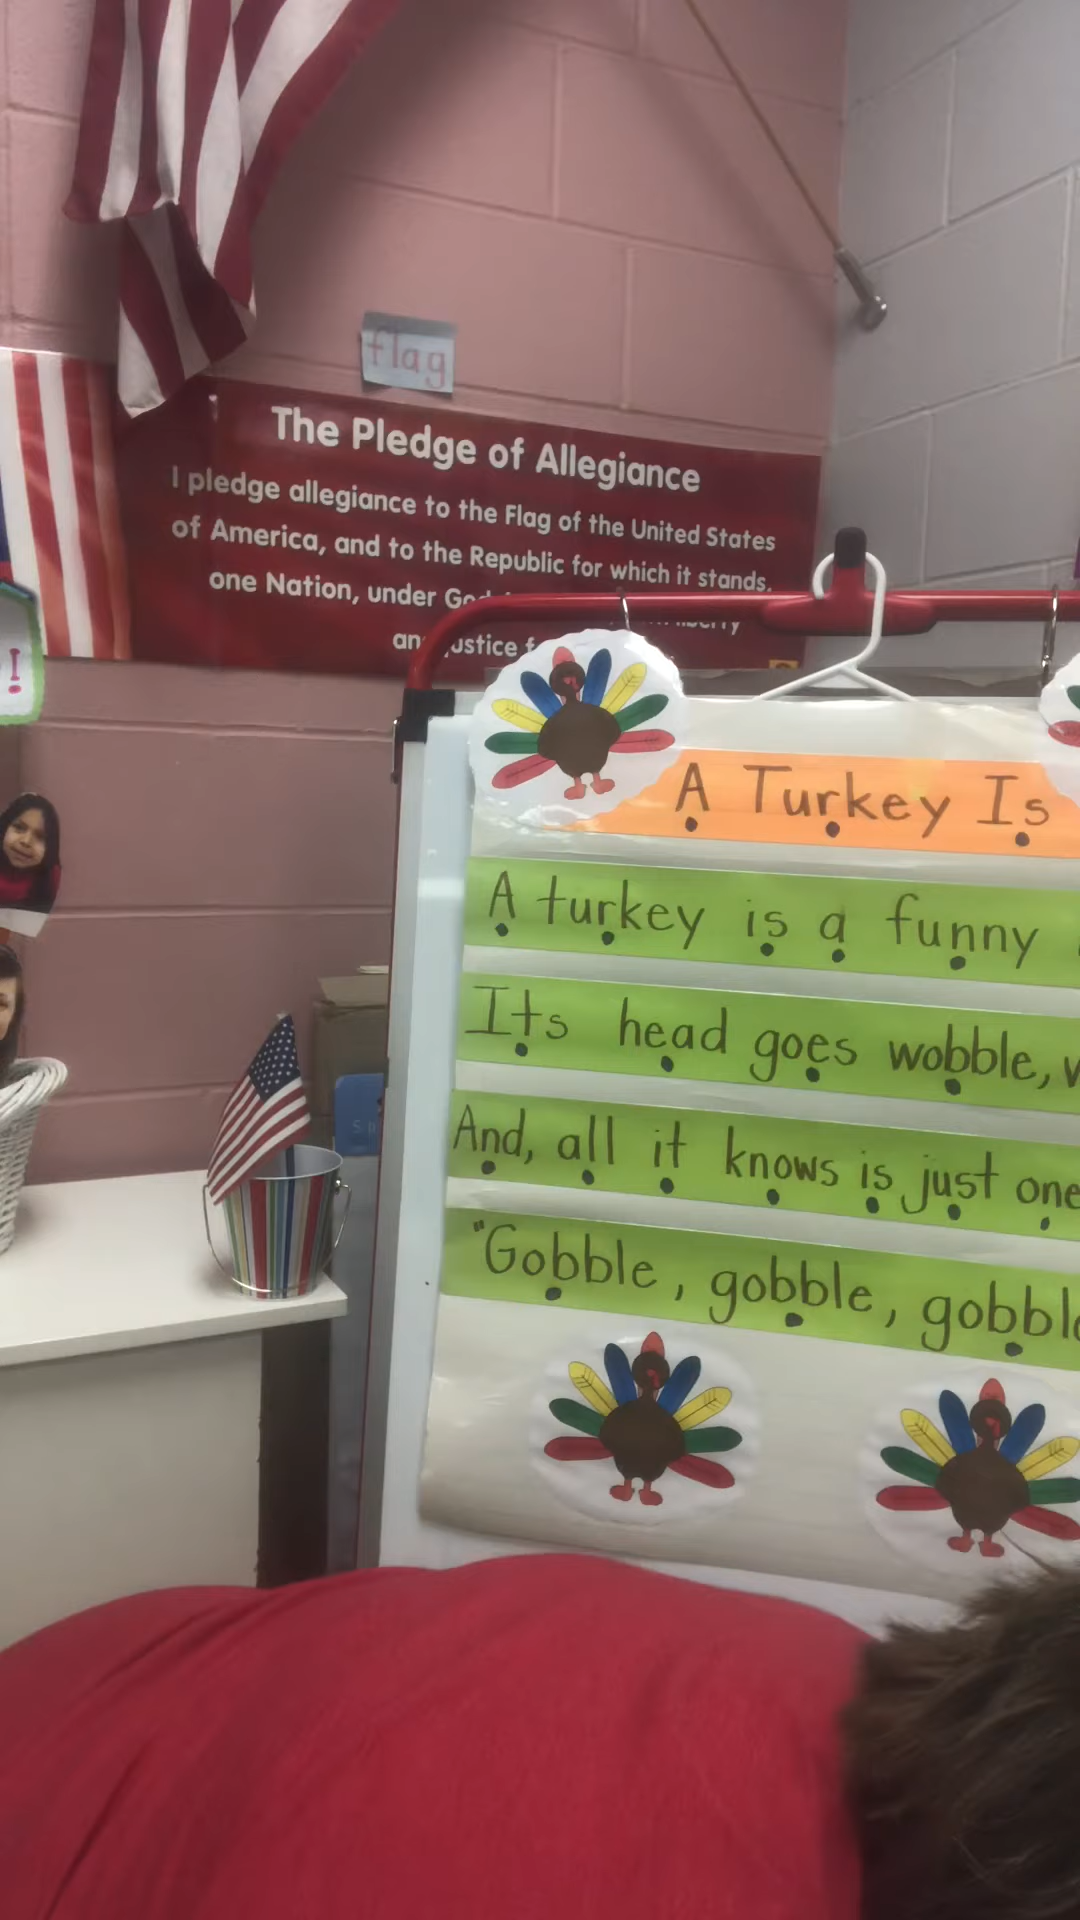 flag
The Pledge of Allegiance
I pledge allegiance to the Flag of the United States
of America, and to the Republic for which it stands,
one Nation, under
A Turkey Is
A turkey is a funny
Its head goes wobble,
And, all it knows is just one
"Gobble, gobble,